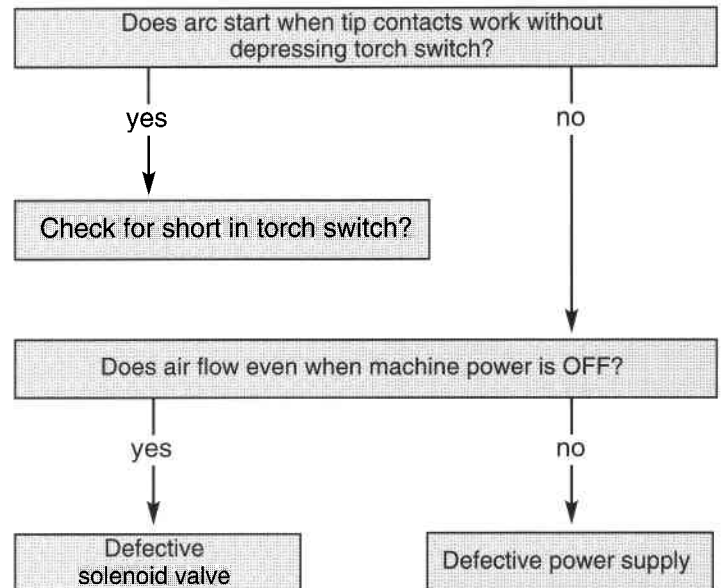 Does arc start when tip contacts work without
depressing torch switch?
yes
no
Check for short in torch switch?
Does air flow even when machine power is OFF?
yes
no
Defective
solenoid valve
Defective power supply